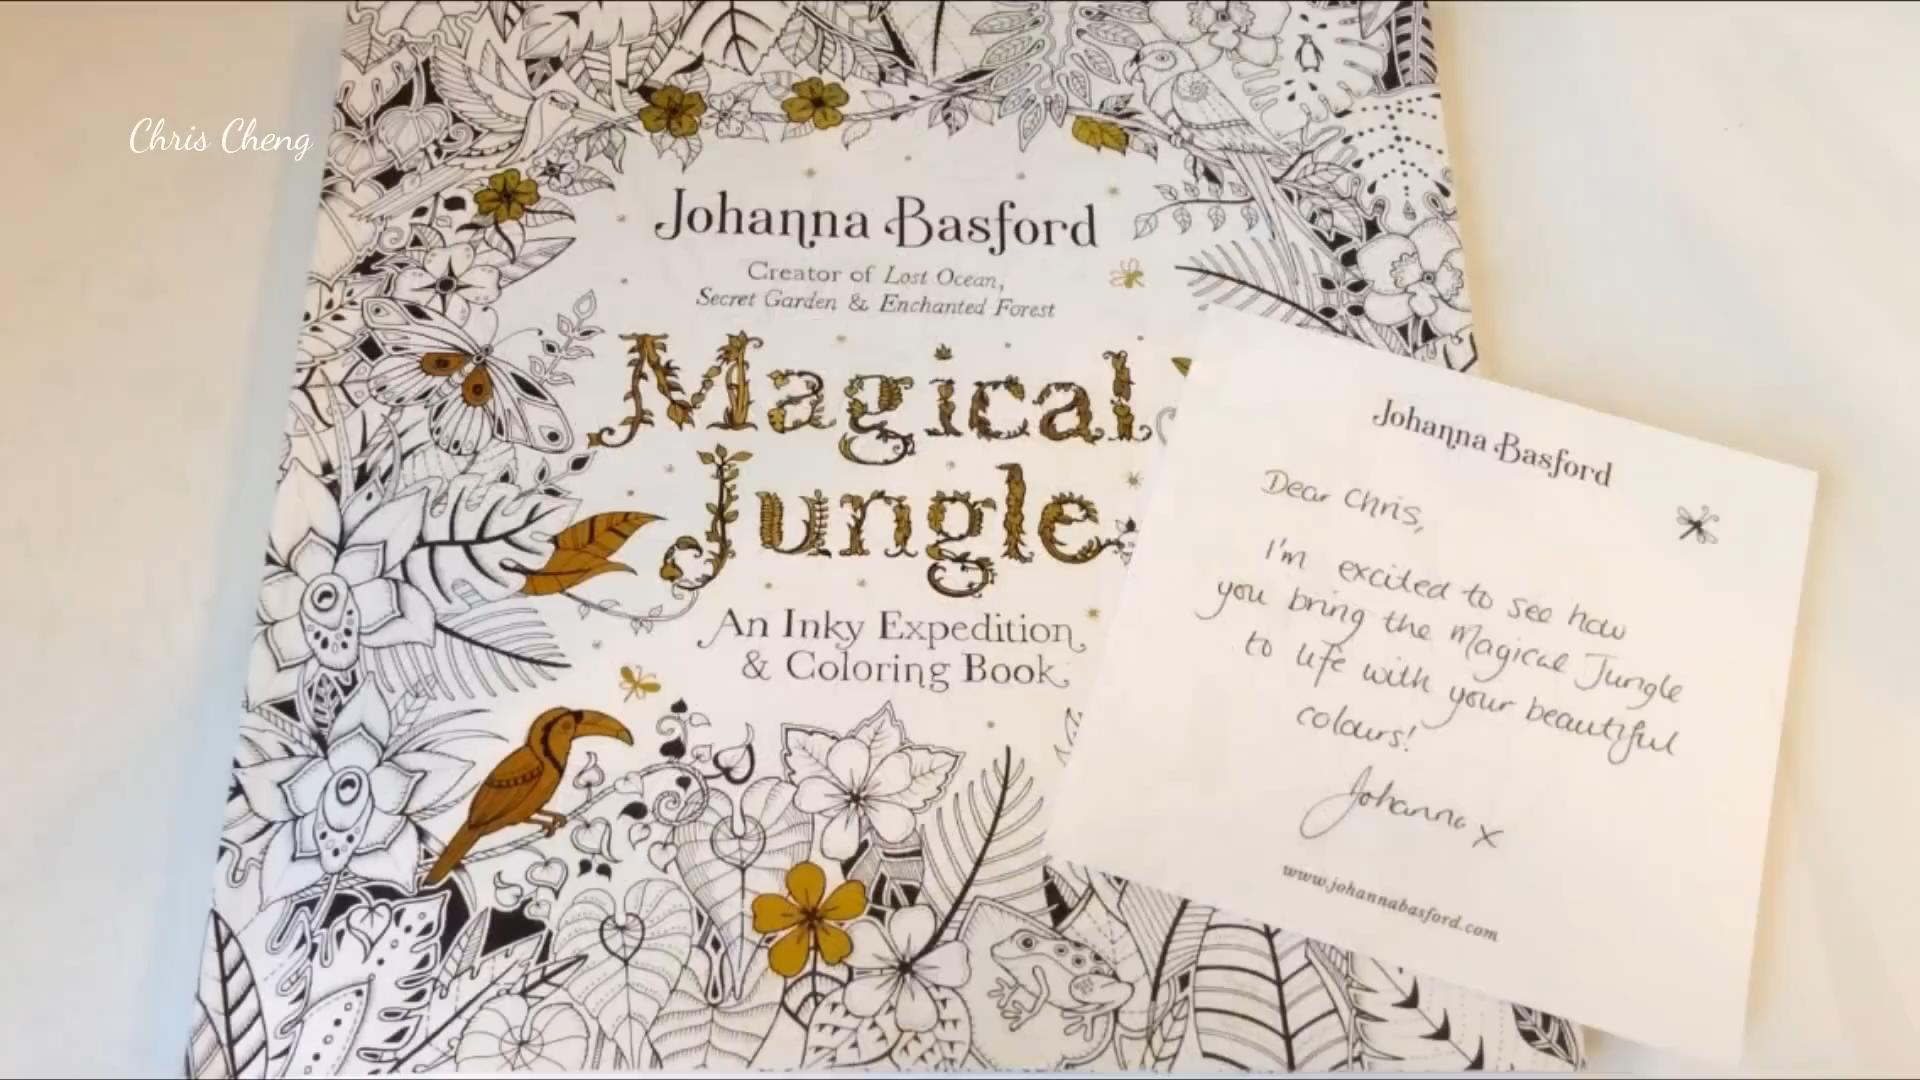 Chris Cheng
Johanna Basford
Creator of Lost Ocean,
Secret Garden & Enchanted Forest
Magical
Jungle
An Inky Expedition
& Coloring Book
Johanna Basford
Dear Chris,
I'm excited to see how
you bring the Magical Jungle
to life with your beautiful
colours!
Johanna x
www.johannabasford.com